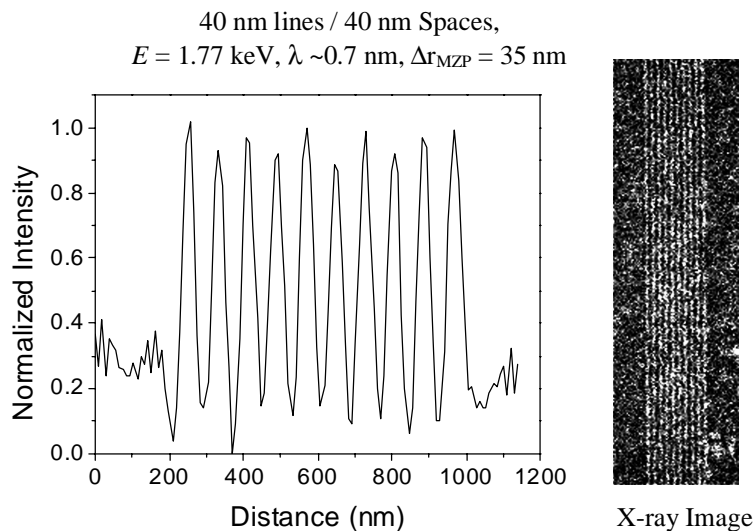 40 nm lines / 40 nm Spaces,
E = 1.77 keV, λ ~0.7 nm, Δr_MZP = 35 nm
1.0
0.8
0.6
0.4
0.2
0.0
Normalized Intensity
0 200 400 600 800 1000 1200
Distance (nm)
X-ray Image